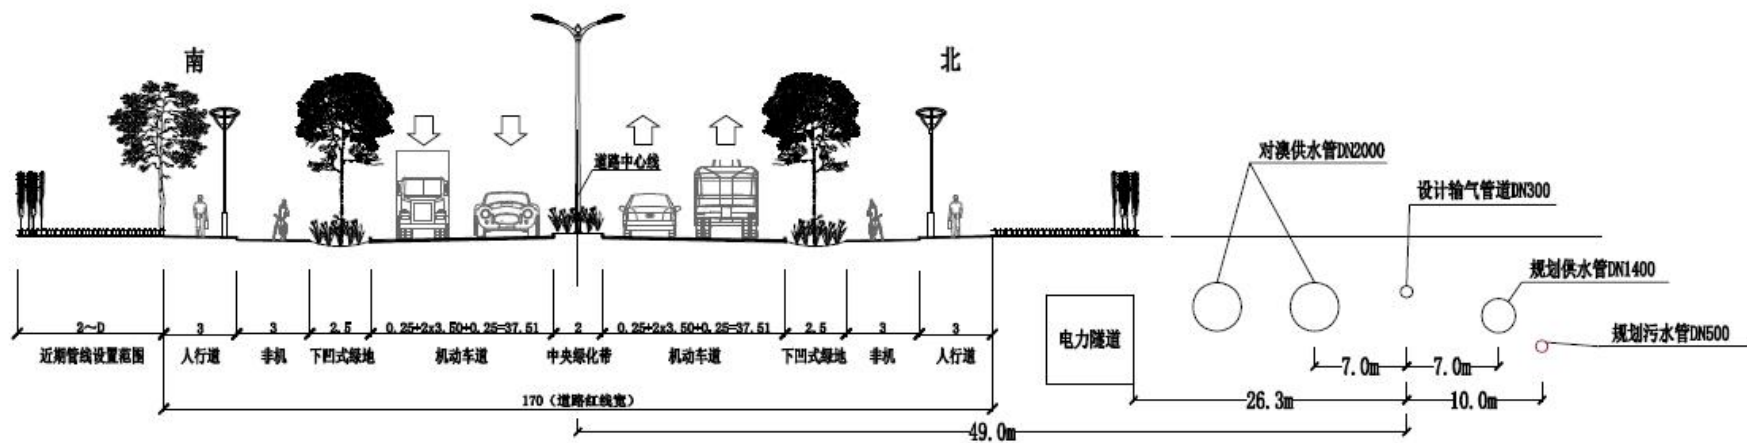 南
北
道路中心线
对澳供水管DN2000
设计输气管道DN300
规划供水管DN1400
规划污水管DN500
电力隧道
2～D
3
3
2.5
0.25+2x3.50+0.25=37.51
2
0.25+2x3.50+0.25=37.51
2.5
3
3
近期管线设置范围
人行道
非机
下凹式绿地
机动车道
中央绿化带
机动车道
下凹式绿地
非机
人行道
7.0m
7.0m
170（道路红线宽）
26.3m
10.0m
49.0m